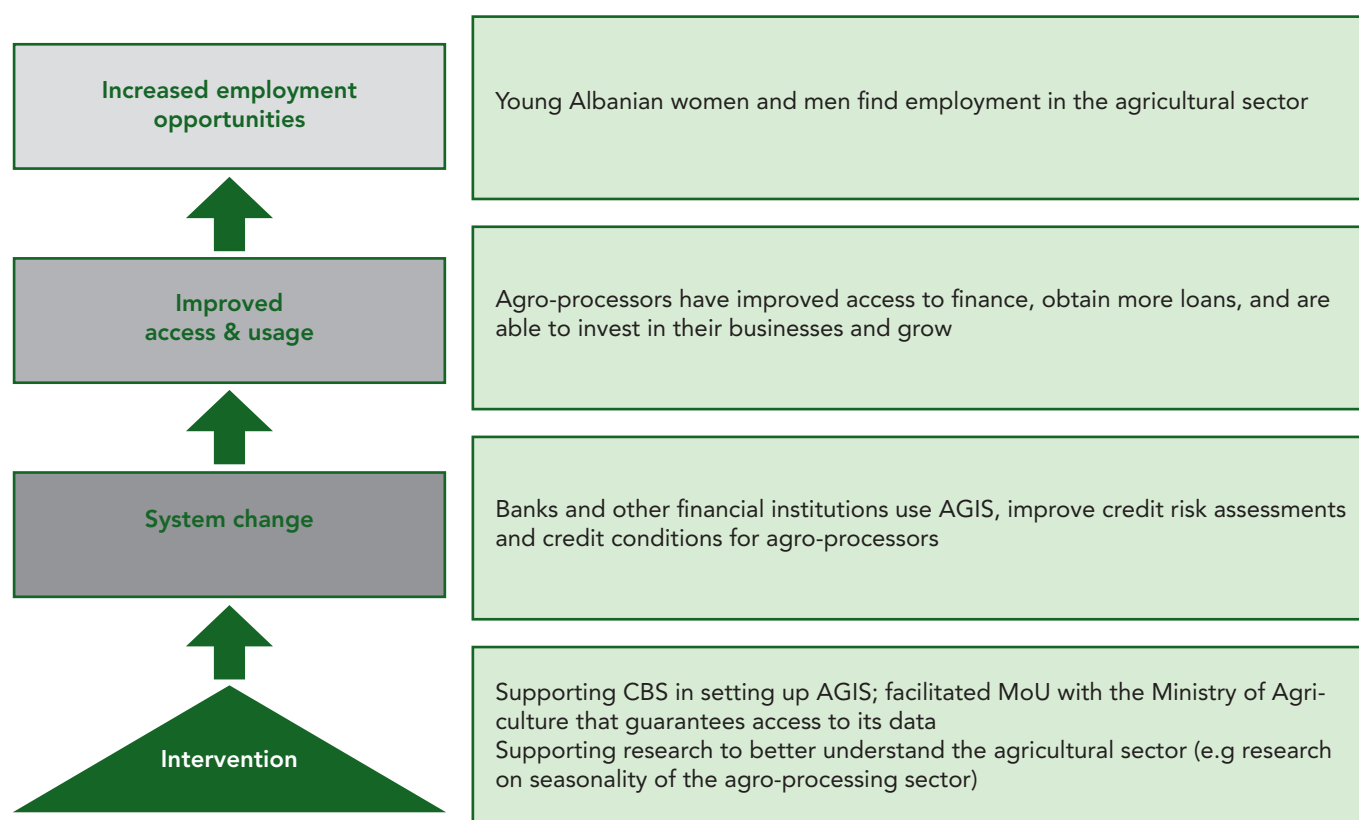 Increased employment
opportunities
Young Albanian women and men find employment in the agricultural sector
Improved
access & usage
Agro-processors have improved access to finance, obtain more loans, and are
able to invest in their businesses and grow
System change
Banks and other financial institutions use AGIS, improve credit risk assessments
and credit conditions for agro-processors
Intervention
Supporting CBS in setting up AGIS; facilitated MoU with the Ministry of Agri-
culture that guarantees access to its data
Supporting research to better understand the agricultural sector (e.g research
on seasonality of the agro-processing sector)